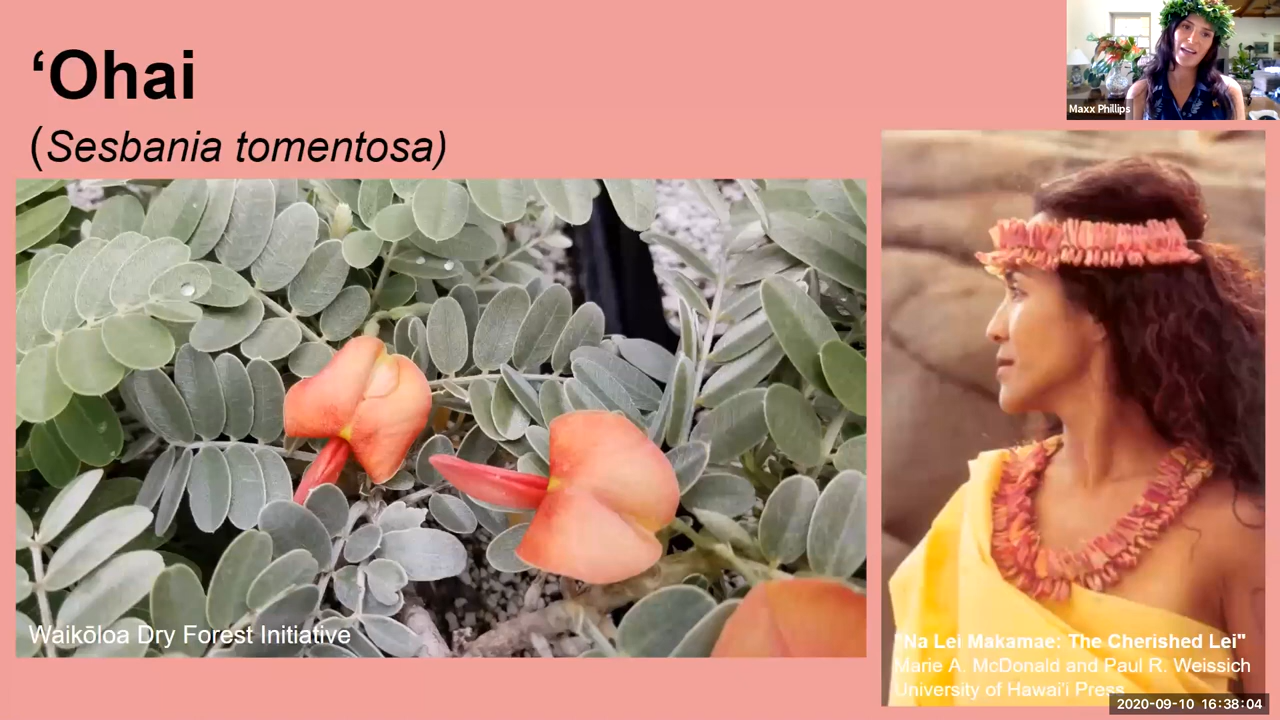 ʻOhai
(Sesbania tomentosa)
Maxx Phillips
Waikōloa Dry Forest Initiative
"Na Lei Makamae: The Cherished Lei"
Marie A. McDonald and Paul R. Weissich
University of Hawai'i Press
2020-09-10 16:38:04